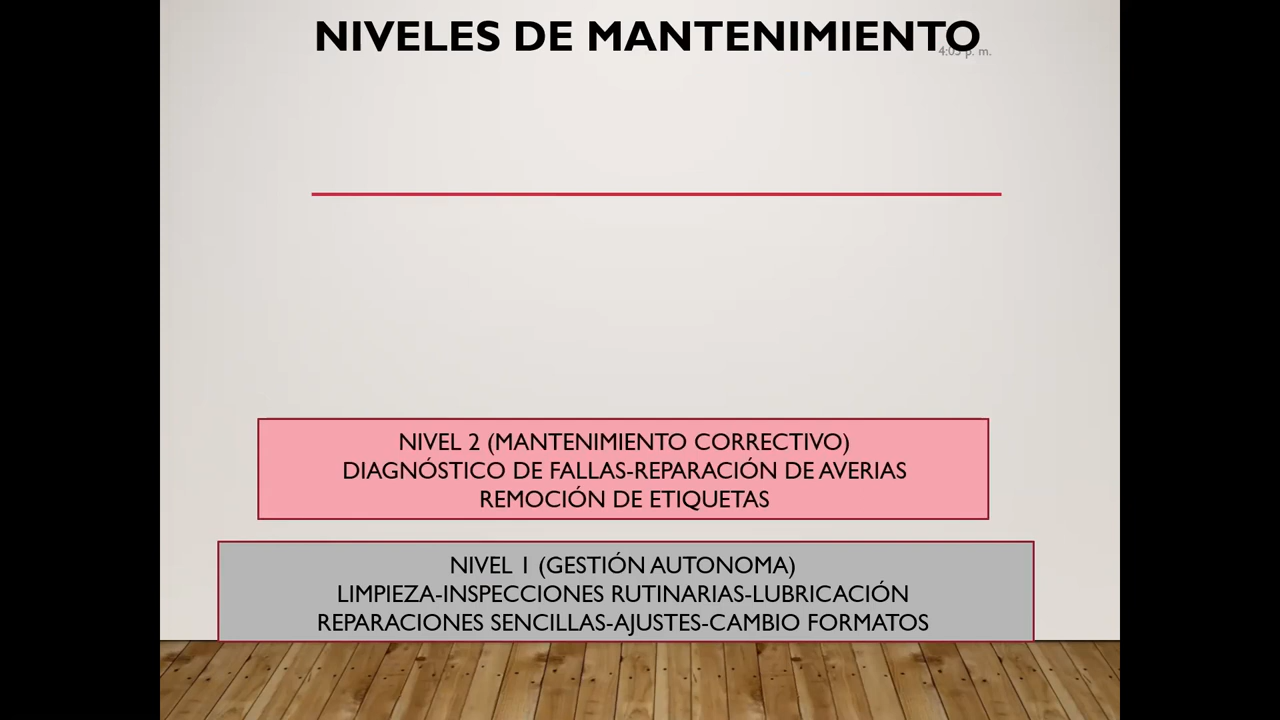 NIVELES DE MANTENIMIENTO
p. m.
NIVEL 2 (MANTENIMIENTO CORRECTIVO)
DIAGNÓSTICO DE FALLAS-REPARACIÓN DE AVERIAS
REMOCIÓN DE ETIQUETAS
NIVEL 1 (GESTIÓN AUTONOMA)
LIMPIEZA-INSPECCIONES RUTINARIAS-LUBRICACIÓN
REPARACIONES SENCILLAS-AJUSTES-CAMBIO FORMATOS